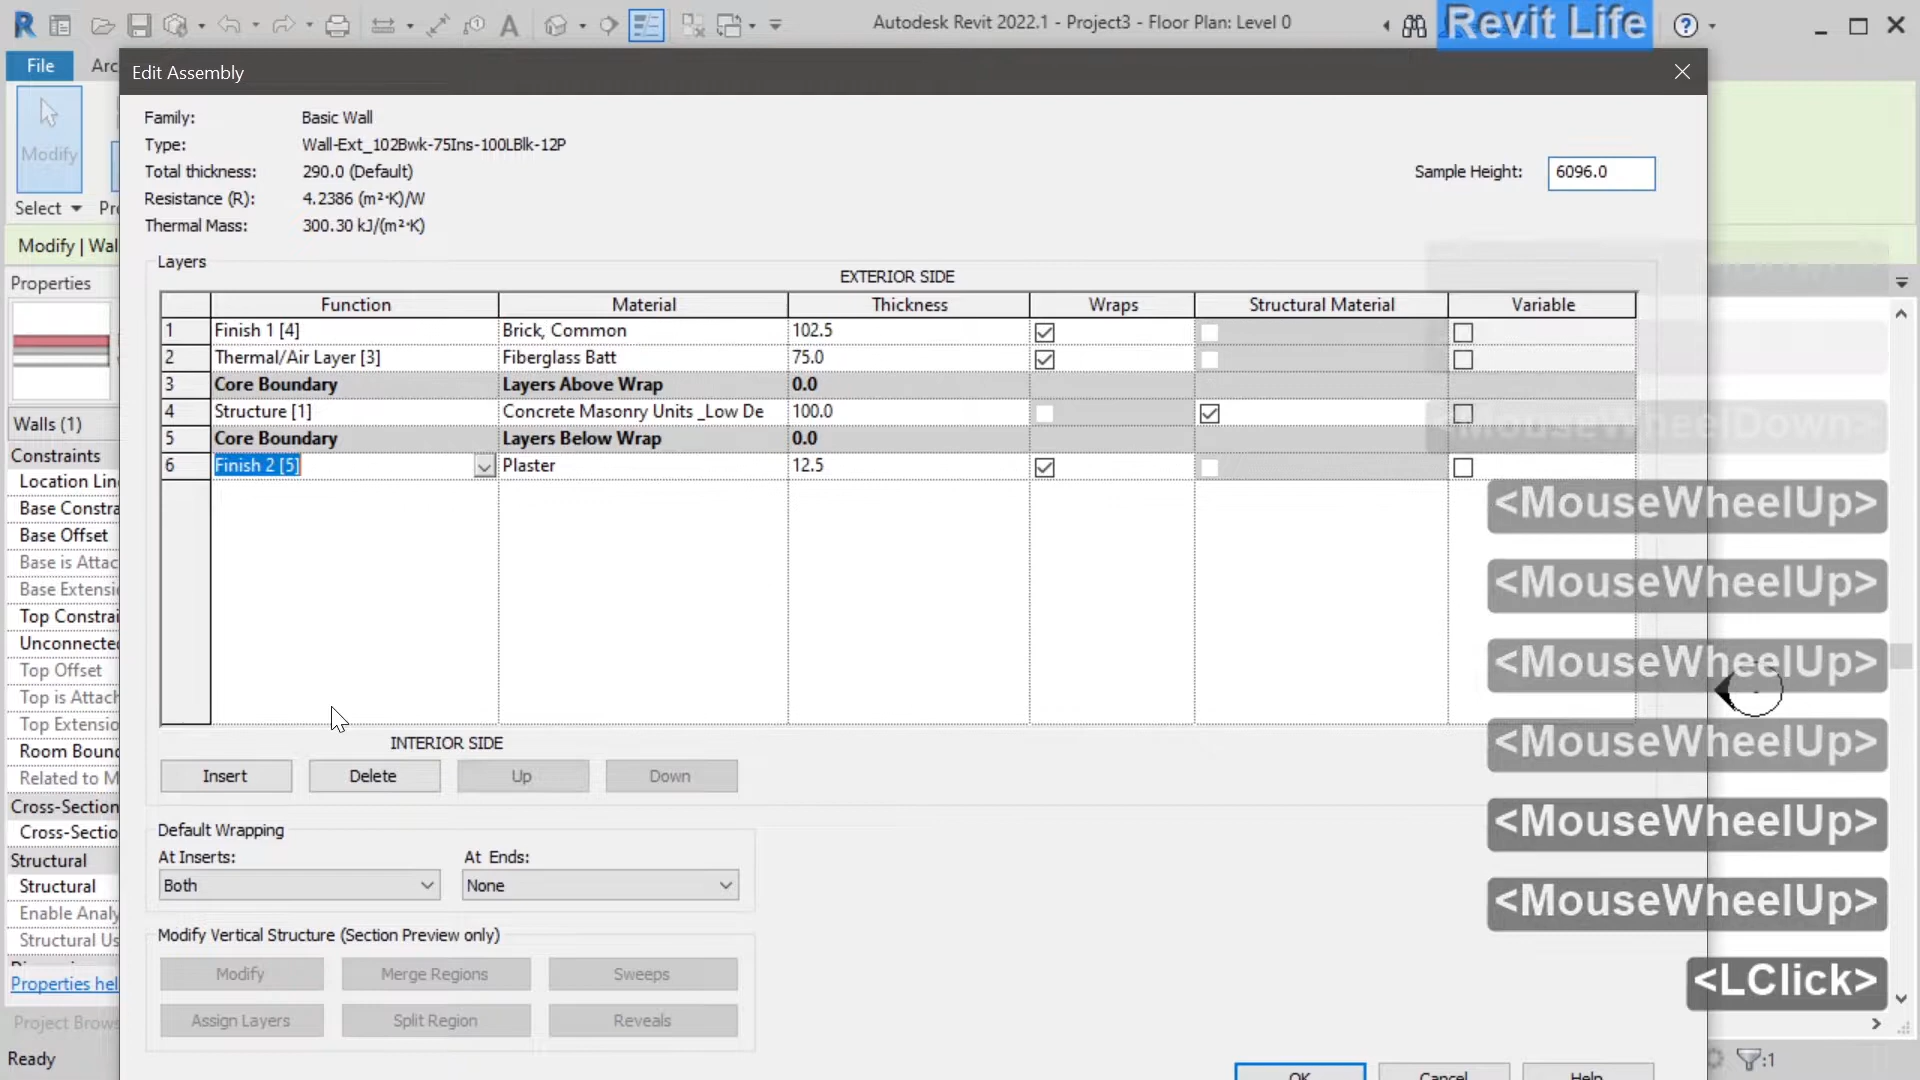 Autodesk Revit 2022.1 - Project3 - Floor Plan: Level 0
Revit Life
File
Arc
Edit Assembly
Modify
Select
Pr
Modify | Wal
Properties
Walls (1)
Constraints
Location Lin
Base Constra
Base Offset
Base is Attac
Base Extensi
Top Constrai
Unconnected
Top Offset
Top is Attach
Top Extensio
Room Bound
Related to M
Cross-Section
Cross-Sectio
Structural
Structural
Enable Analy
Structural Us
Properties hel
Project Brows
Ready
Family: Basic Wall
Type: Wall-Ext_102Bwk-75Ins-100LBlk-12P
Total thickness: 290.0 (Default)
Resistance (R): 4.2386 (m²·K)/W
Thermal Mass: 300.30 kJ/(m²·K)
Sample Height: 6096.0
Layers
EXTERIOR SIDE
Function Material Thickness Wraps Structural Material Variable
1 Finish 1 [4] Brick, Common 102.5
2 Thermal/Air Layer [3] Fiberglass Batt 75.0
3 Core Boundary Layers Above Wrap 0.0
4 Structure [1] Concrete Masonry Units _Low De 100.0
5 Core Boundary Layers Below Wrap 0.0
6 Finish 2 [5] Plaster 12.5
INTERIOR SIDE
Insert Delete Up Down
Default Wrapping
At Inserts: At Ends:
Both None
Modify Vertical Structure (Section Preview only)
Modify Merge Regions Sweeps
Assign Layers Split Region Reveals
OK Cancel Help
<MouseWheelDown>
<MouseWheelUp>
<MouseWheelUp>
<MouseWheelUp>
<MouseWheelUp>
<MouseWheelUp>
<MouseWheelUp>
<LClick>
:1